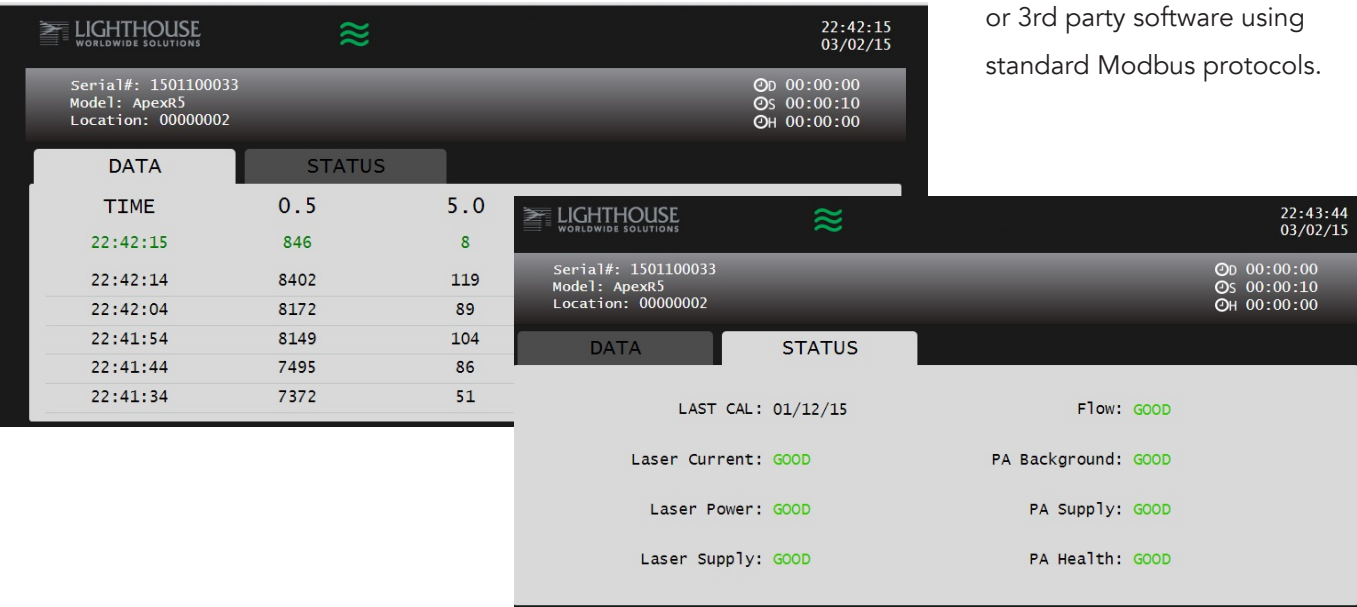 or 3rd party software using
standard Modbus protocols.
LIGHTHOUSE
WORLDWIDE SOLUTIONS
22:42:15
03/02/15
Serial#: 1501100033
Model: ApexR5
Location: 00000002
D 00:00:00
S 00:00:10
H 00:00:00
DATA STATUS
TIME 0.5 5.0
22:42:15 846 8
22:42:14 8402 119
22:42:04 8172 89
22:41:54 8149 104
22:41:44 7495 86
22:41:34 7372 51
LIGHTHOUSE
WORLDWIDE SOLUTIONS
22:43:44
03/02/15
Serial#: 1501100033
Model: ApexR5
Location: 00000002
D 00:00:00
S 00:00:10
H 00:00:00
DATA STATUS
LAST CAL: 01/12/15 Flow: GOOD
Laser Current: GOOD PA Background: GOOD
Laser Power: GOOD PA Supply: GOOD
Laser Supply: GOOD PA Health: GOOD